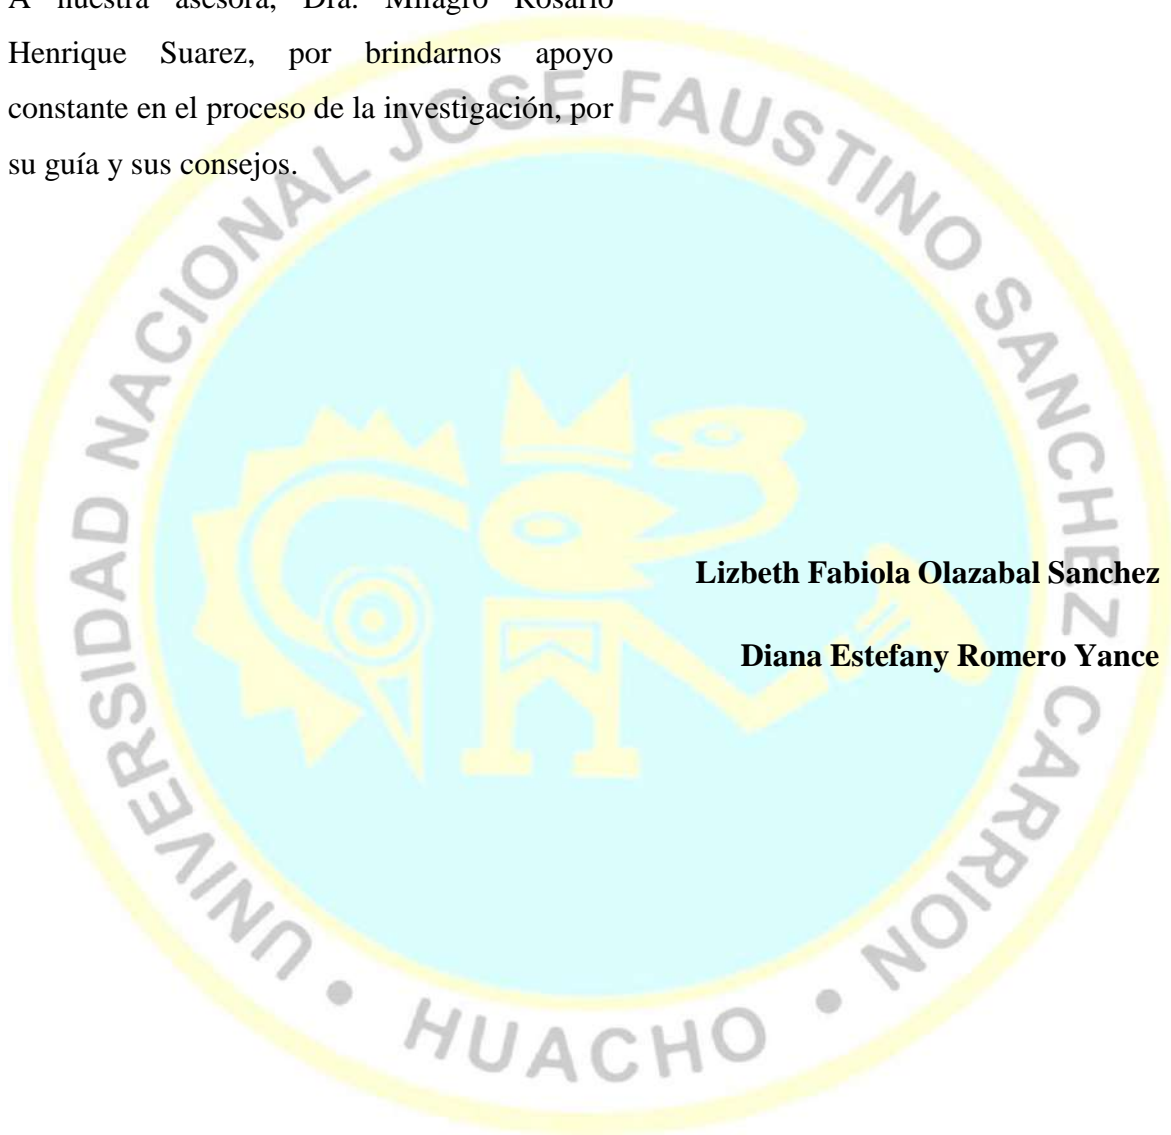 A nuestra asesora, Dra. Milagro Rosario
Henrique Suarez, por brindarnos apoyo
constante en el proceso de la investigación, por
su guía y sus consejos.
Lizbeth Fabiola Olazabal Sanchez
Diana Estefany Romero Yance
UNIVERSIDAD NACIONAL JOSE FAUSTINO SANCHEZ CARRION • HUACHO •